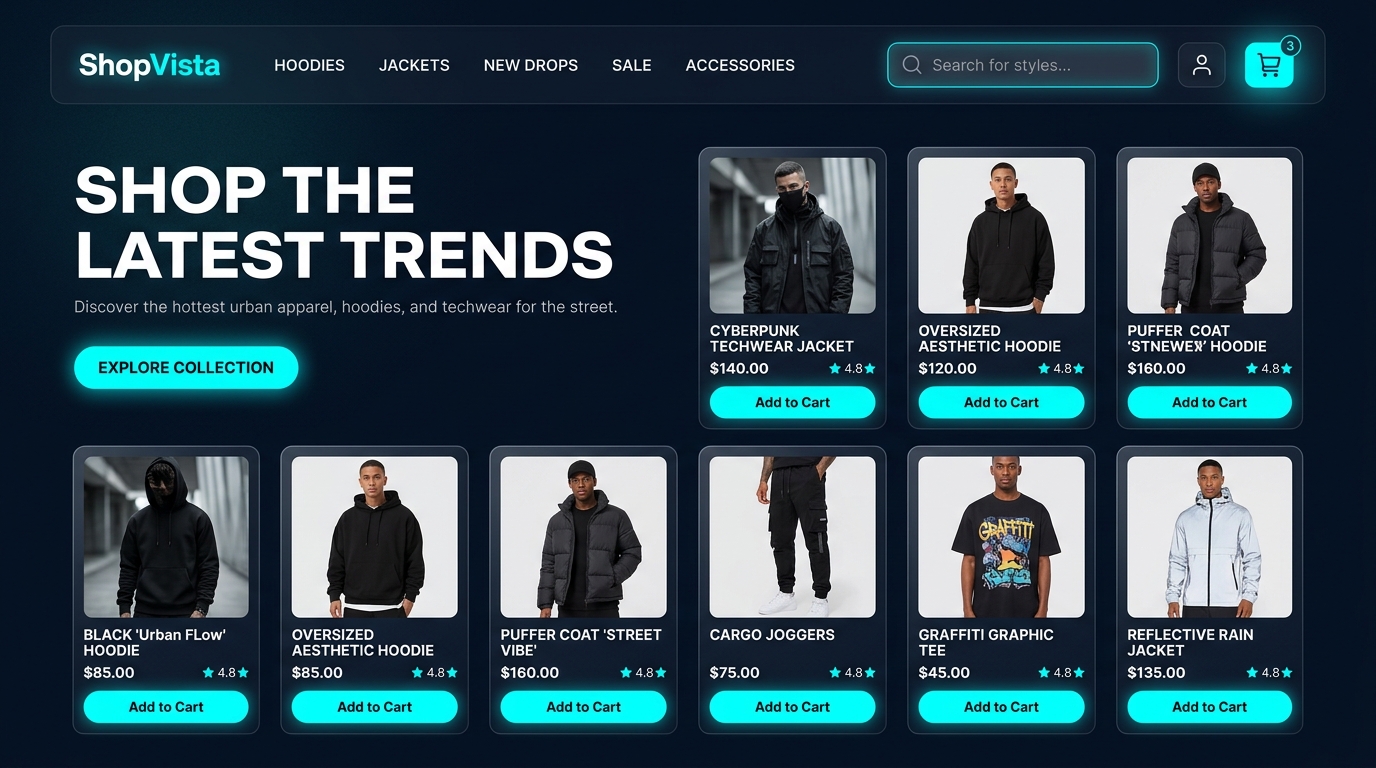 ShopVista
HOODIES JACKETS NEW DROPS SALE ACCESSORIES
Search for styles...
3
SHOP THE
LATEST TRENDS
Discover the hottest urban apparel, hoodies, and techwear for the street.
EXPLORE COLLECTION
CYBERPUNK
TECHWEAR JACKET
$140.00 4.8
Add to Cart
OVERSIZED
AESTHETIC HOODIE
$120.00 4.8
Add to Cart
PUFFER COAT
HOODIE
$160.00 4.8
Add to Cart
BLACK 'Urban FLow'
HOODIE
$85.00 4.8
Add to Cart
OVERSIZED
AESTHETIC HOODIE
$85.00 4.8
Add to Cart
PUFFER COAT 'STREET
VIBE'
$160.00 4.8
Add to Cart
CARGO JOGGERS
$75.00 4.8
Add to Cart
GRAFFITI
GRAFFITI GRAPHIC
TEE
$45.00 4.8
Add to Cart
REFLECTIVE RAIN
JACKET
$135.00 4.8
Add to Cart